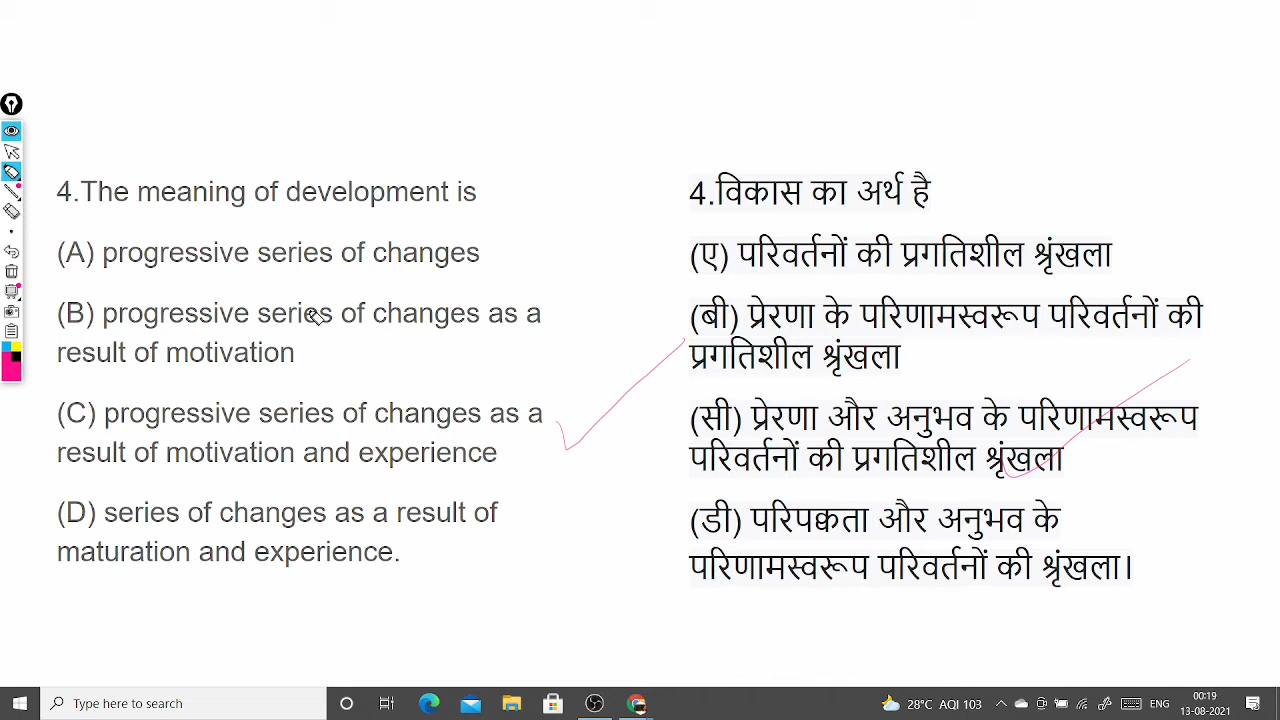 4.The meaning of development is
(A) progressive series of changes
(B) progressive series of changes as a
result of motivation
(C) progressive series of changes as a
result of motivation and experience
(D) series of changes as a result of
maturation and experience.
4.विकास का अर्थ है
(ए) परिवर्तनों की प्रगतिशील श्रृंखला
(बी) प्रेरणा के परिणामस्वरूप परिवर्तनों की
प्रगतिशील श्रृंखला
(सी) प्रेरणा और अनुभव के परिणामस्वरूप
परिवर्तनों की प्रगतिशील श्रृंखला
(डी) परिपक्वता और अनुभव के
परिणामस्वरूप परिवर्तनों की श्रृंखला।
Type here to search
28°C AQI 103
ENG
00:19
13-08-2021